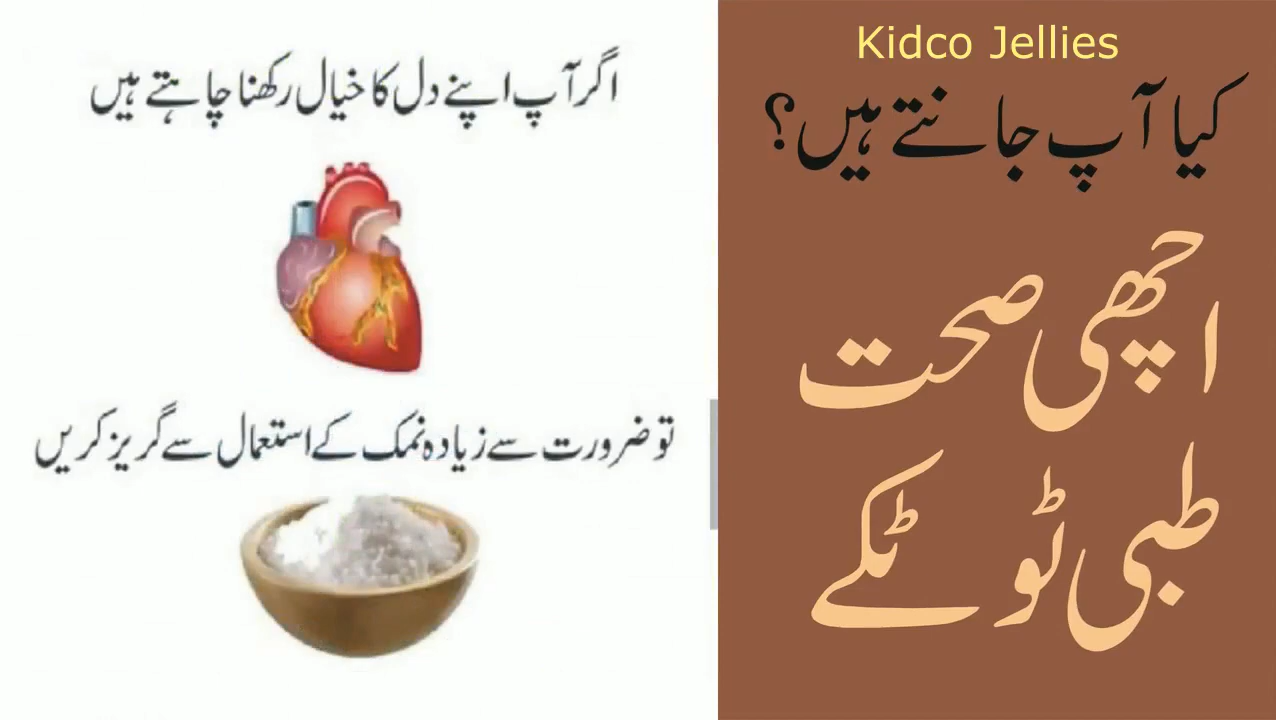 Kidco Jellies
کیا آپ جانتے ہیں؟
اچھی صحت
طبی ٹوٹکے
اگر آپ اپنے دل کا خیال رکھنا چاہتے ہیں
تو ضرورت سے زیادہ نمک کے استعمال سے گریز کریں